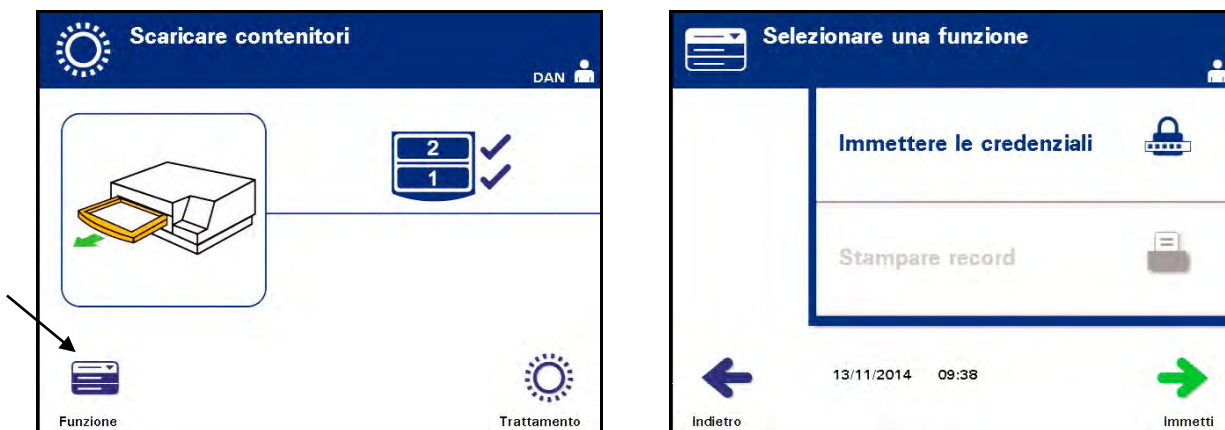 Scaricare contenitori
DAN
2
1
Funzione
Trattamento
Selezionare una funzione
Immettere le credenziali
*****
Stampare record
13/11/2014 09:38
Indietro
Immetti